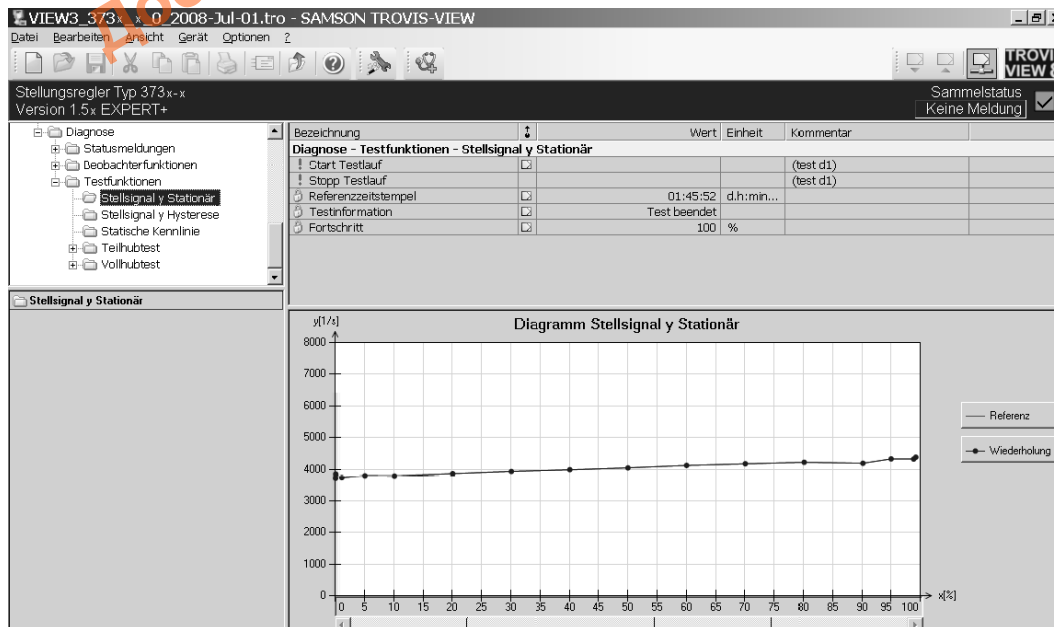 VIEW3_373x_x_0_2008-Jul-01.tro - SAMSON TROVIS-VIEW
Datei Bearbeiten Ansicht Gerät Optionen ?
TROVI
VIEW
Stellungsregler Typ 373x-x
Version 1.5x EXPERT+
Sammelstatus
Keine Meldung
Diagnose
Statusmeldungen
Beobachterfunktionen
Testfunktionen
Stellsignal y Stationär
Stellsignal y Hysterese
Statische Kennlinie
Teilhubtest
Vollhubtest
Bezeichnung Wert Einheit Kommentar
Diagnose - Testfunktionen - Stellsignal y Stationär
! Start Testlauf (test d1)
! Stopp Testlauf (test d1)
Referenzzeitstempel 01:45:52 d.h:min...
Testinformation Test beendet
Fortschritt 100 %
Stellsignal y Stationär
Diagramm Stellsignal y Stationär
y[1/s]
8000
7000
6000
5000
4000
3000
2000
1000
0
0 5 10 15 20 25 30 35 40 45 50 55 60 65 70 75 80 85 90 95 100
x[%]
Referenz
Wiederholung